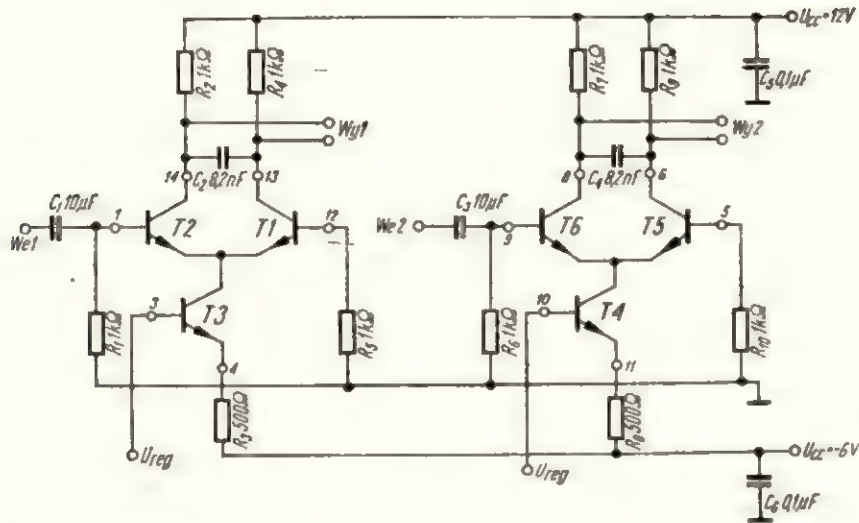 Ucc=+12V
R2 1kΩ
R4 1kΩ
R7 1kΩ
R9 1kΩ
C5 0,1μF
Wy1
Wy2
14
C2 8,2nF
13
8
C4 8,2nF
6
We1
C1 10μF
1
T2
T1
12
We2
C3 10μF
9
T6
T5
5
3
T3
10
T4
R1 1kΩ
R5 1kΩ
R6 1kΩ
R10 1kΩ
4
11
R3 500Ω
R8 500Ω
Ureg
Ureg
Ucc=-6V
C6 0,1μF